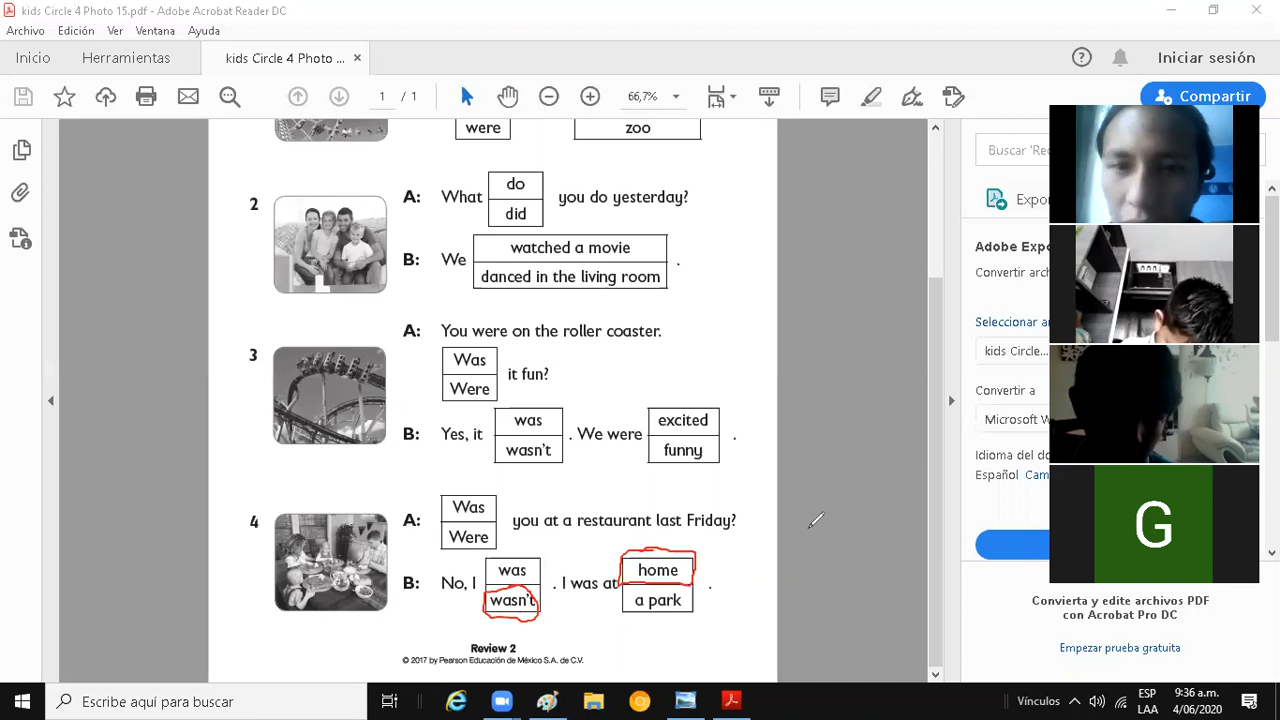 kids Circle 4 Photo 15.pdf - Adobe Acrobat Reader DC
Archivo Edición Ver Ventana Ayuda
Inicio Herramientas kids Circle 4 Photo ... × Iniciar sesión
1 / 1 66,7% Compartir
were zoo
Buscar 'Re
2 A: What do you do yesterday?
did
Expor
B: We watched a movie .
danced in the living room
Adobe Exp
Convertir arch
A: You were on the roller coaster.
Seleccionar ar
3 Was it fun?
Were
kids Circle...
Convertir a
B: Yes, it was . We were excited .
wasn't funny
Microsoft W
Idioma del do
Español Cam
4 A: Was you at a restaurant last Friday?
Were
G
B: No, I was . I was at home .
wasn't a park
Convierta y edite archivos PDF
con Acrobat Pro DC
Review 2
© 2017 by Pearson Educación de México S.A. de C.V.
Empezar prueba gratuita
Escribe aquí para buscar
Vínculos
ESP
LAA
9:36 a.m.
4/06/2020